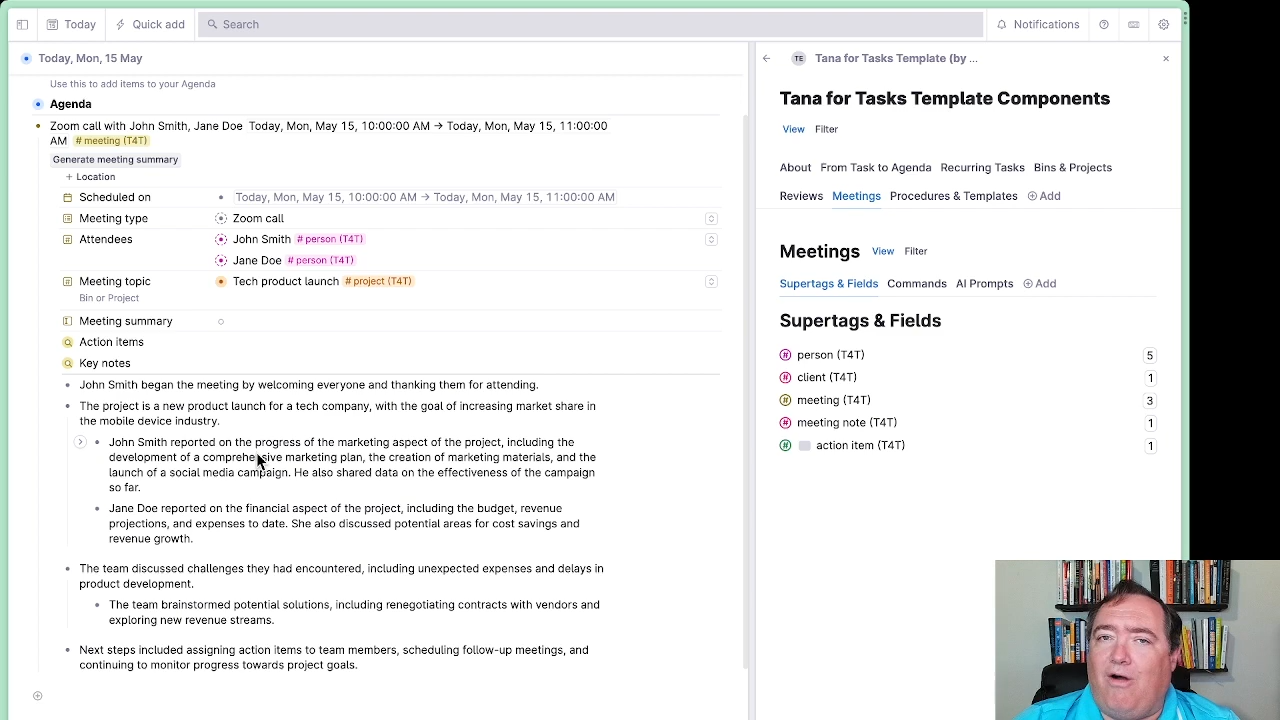 Today
Quick add
Search
Notifications
Today, Mon, 15 May
Use this to add items to your Agenda
Agenda
Zoom call with John Smith, Jane Doe Today, Mon, May 15, 10:00:00 AM → Today, Mon, May 15, 11:00:00
AM # meeting (T4T)
Generate meeting summary
+ Location
Scheduled on
Today, Mon, May 15, 10:00:00 AM → Today, Mon, May 15, 11:00:00 AM
Meeting type
Zoom call
Attendees
John Smith # person (T4T)
Jane Doe # person (T4T)
Meeting topic
Tech product launch # project (T4T)
Bin or Project
Meeting summary
Action items
Key notes
John Smith began the meeting by welcoming everyone and thanking them for attending.
The project is a new product launch for a tech company, with the goal of increasing market share in
the mobile device industry.
John Smith reported on the progress of the marketing aspect of the project, including the
development of a comprehensive marketing plan, the creation of marketing materials, and the
launch of a social media campaign. He also shared data on the effectiveness of the campaign
so far.
Jane Doe reported on the financial aspect of the project, including the budget, revenue
projections, and expenses to date. She also discussed potential areas for cost savings and
revenue growth.
The team discussed challenges they had encountered, including unexpected expenses and delays in
product development.
The team brainstormed potential solutions, including renegotiating contracts with vendors and
exploring new revenue streams.
Next steps included assigning action items to team members, scheduling follow-up meetings, and
continuing to monitor progress towards project goals.
TE Tana for Tasks Template (by ...
Tana for Tasks Template Components
View Filter
About From Task to Agenda Recurring Tasks Bins & Projects
Reviews Meetings Procedures & Templates Add
Meetings View Filter
Supertags & Fields Commands AI Prompts Add
Supertags & Fields
person (T4T) 5
client (T4T) 1
meeting (T4T) 3
meeting note (T4T) 1
action item (T4T) 1